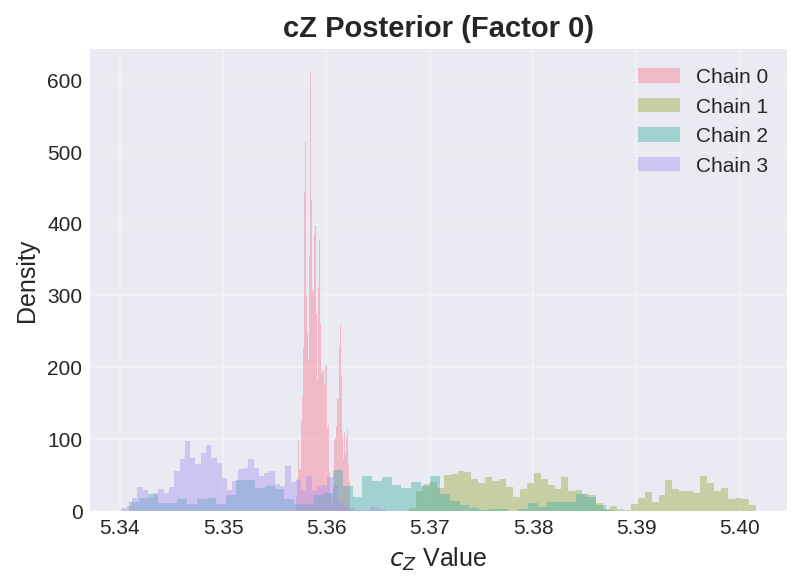 cZ Posterior (Factor 0)
600
500
400
300
200
100
0
Density
Chain 0
Chain 1
Chain 2
Chain 3
5.34 5.35 5.36 5.37 5.38 5.39 5.40
$c_Z$ Value